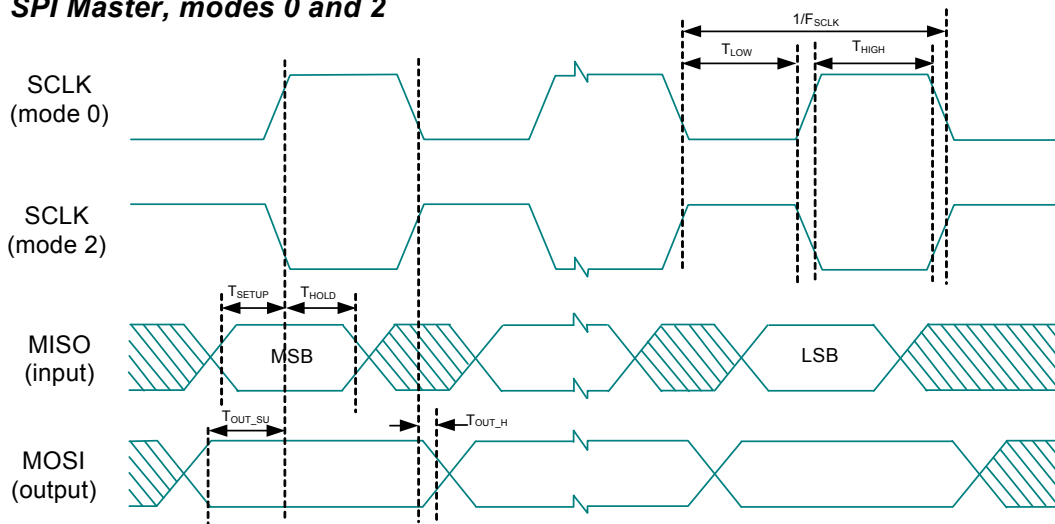 SPI Master, modes 0 and 2
1/FSCLK
TLOW
THIGH
SCLK
(mode 0)
SCLK
(mode 2)
TSETUP
THOLD
MISO
(input)
MSB
LSB
TOUT_SU
TOUT_H
MOSI
(output)